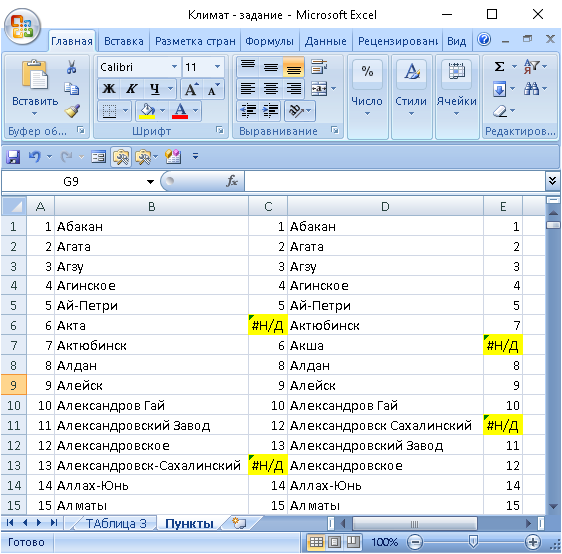 Климат - задание - Microsoft Excel
Главная Вставка Разметка стран Формулы Данные Рецензировани Вид
Calibri 11
Вставить Ж К Ч А А % Число Стили Ячейки
Буфер об... Шрифт Выравнивание Редактиров...
G9 fx
A B C D E
1 1 Абакан 1 Абакан 1
2 2 Агата 2 Агата 2
3 3 Агзу 3 Агзу 3
4 4 Агинское 4 Агинское 4
5 5 Ай-Петри 5 Ай-Петри 5
6 6 Акта #Н/Д Актюбинск 7
7 7 Актюбинск 6 Акша #Н/Д
8 8 Алдан 8 Алдан 8
9 9 Алейск 9 Алейск 9
10 10 Александров Гай 10 Александров Гай 10
11 11 Александровский Завод 12 Александровск Сахалинский #Н/Д
12 12 Александровское 13 Александровский Завод 11
13 13 Александровск-Сахалинский #Н/Д Александровское 12
14 14 Аллах-Юнь 14 Аллах-Юнь 14
15 15 Алматы 15 Алматы 15
ТАблица 3 Пункты
Готово 100%